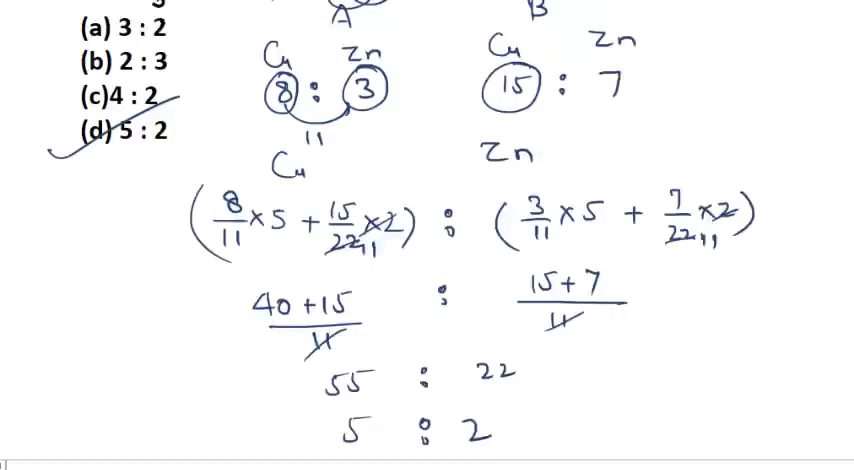 (a) 3 : 2
(b) 2 : 3
(c)4 : 2
(d) 5 : 2
A B
Cu Zn Cu Zn
8 : 3 15 : 7
11
Cu Zn
(8/11 × 5 + 15/22 × 2) : (3/11 × 5 + 7/22 × 2)
11 11
40 + 15 / 11 : 15 + 7 / 11
55 : 22
5 : 2